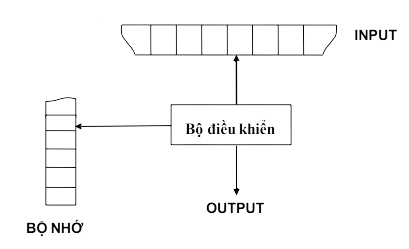 INPUT
Bộ điều khiển
OUTPUT
BỘ NHỚ